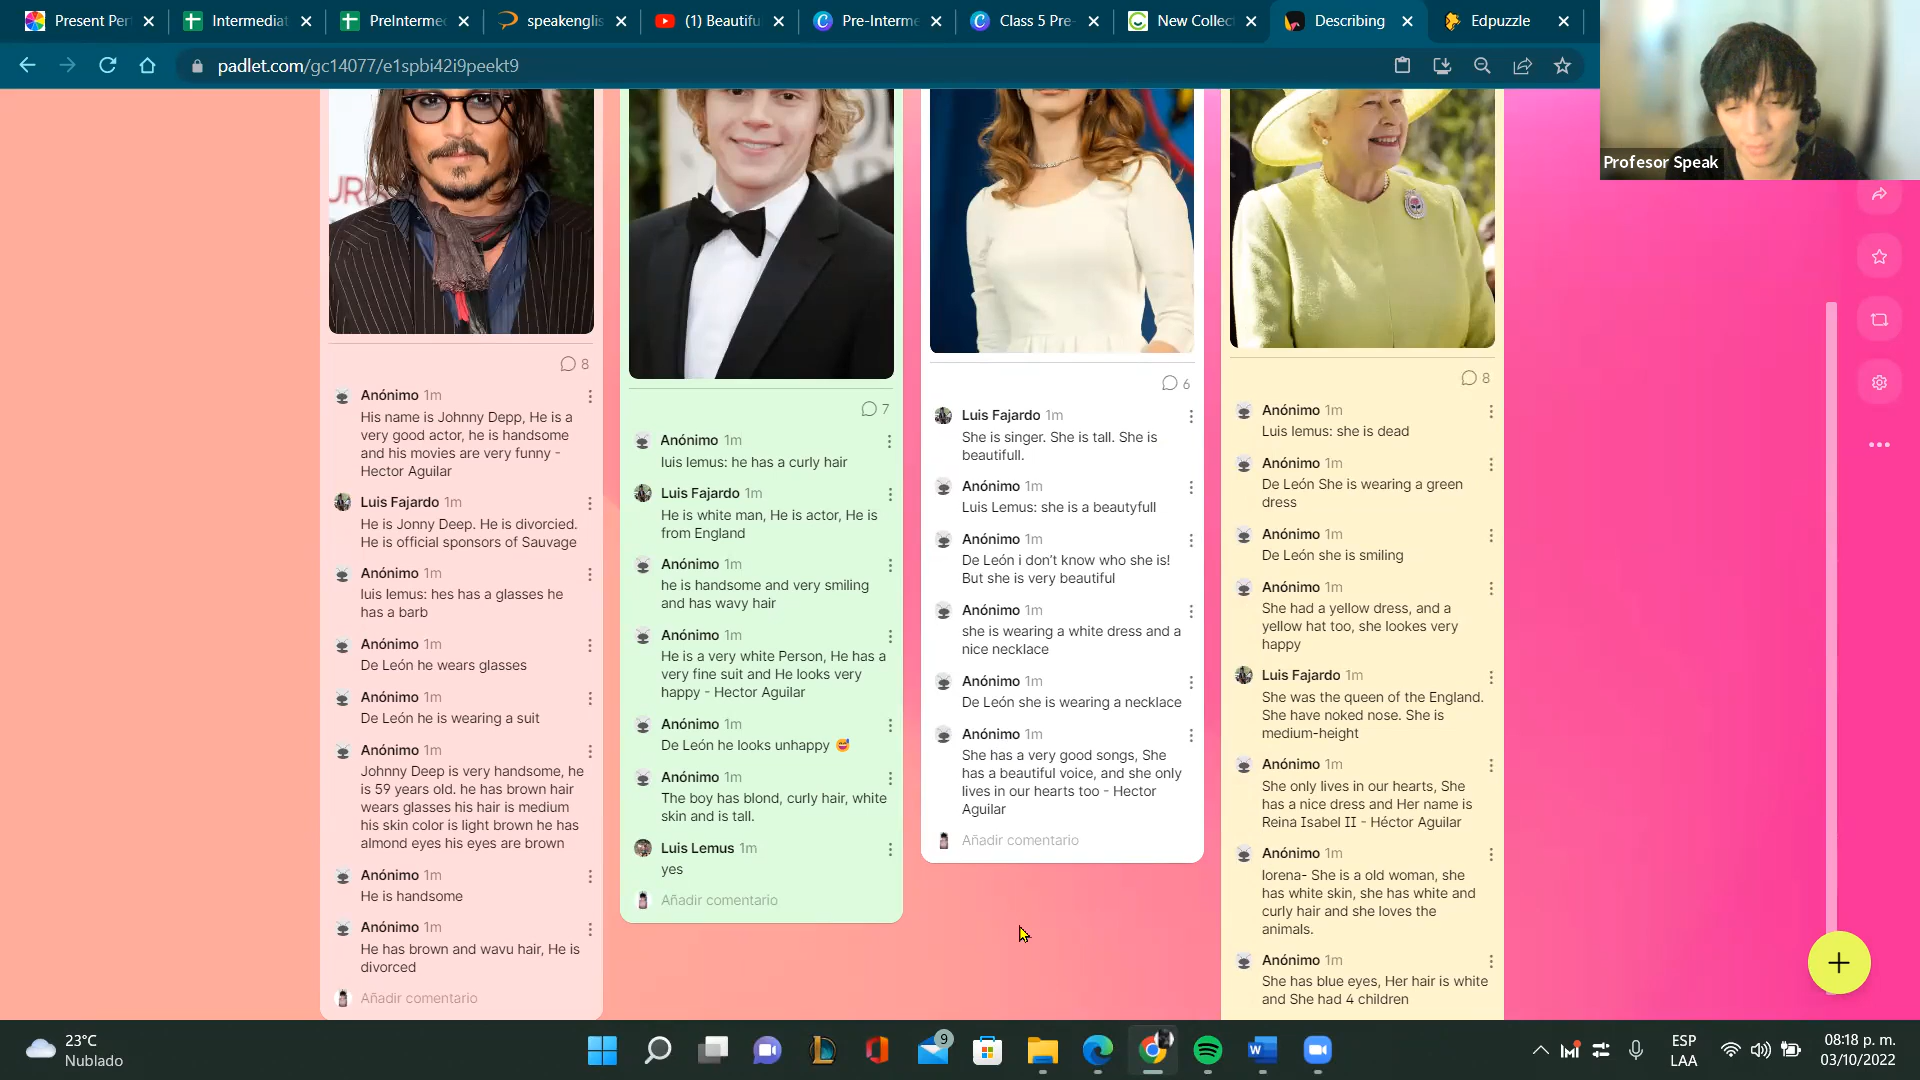 Present Per
Intermediat
PreIntermed
speakenglis
(1) Beautifu
Pre-Interme
Class 5 Pre-
New Collect
Describing
Edpuzzle
padlet.com/gc14077/e1spbi42i9peekt9
Profesor Speak
8
Anónimo 1m
His name is Johnny Depp, He is a
very good actor, he is handsome
and his movies are very funny -
Hector Aguilar
Luis Fajardo 1m
He is Jonny Deep. He is divorcied.
He is official sponsors of Sauvage
Anónimo 1m
luis lemus: hes has a glasses he
has a barb
Anónimo 1m
De León he wears glasses
Anónimo 1m
De León he is wearing a suit
Anónimo 1m
Johnny Deep is very handsome, he
is 59 years old. he has brown hair
wears glasses his hair is medium
his skin color is light brown he has
almond eyes his eyes are brown
Anónimo 1m
He is handsome
Anónimo 1m
He has brown and wavu hair, He is
divorced
Añadir comentario
7
Anónimo 1m
luis lemus: he has a curly hair
Luis Fajardo 1m
He is white man, He is actor, He is
from England
Anónimo 1m
he is handsome and very smiling
and has wavy hair
Anónimo 1m
He is a very white Person, He has a
very fine suit and He looks very
happy - Hector Aguilar
Anónimo 1m
De León he looks unhappy 😅
Anónimo 1m
The boy has blond, curly hair, white
skin and is tall.
Luis Lemus 1m
yes
Añadir comentario
6
Luis Fajardo 1m
She is singer. She is tall. She is
beautifull.
Anónimo 1m
Luis Lemus: she is a beautyfull
Anónimo 1m
De León i don't know who she is!
But she is very beautiful
Anónimo 1m
she is wearing a white dress and a
nice necklace
Anónimo 1m
De León she is wearing a necklace
Anónimo 1m
She has a very good songs, She
has a beautiful voice, and she only
lives in our hearts too - Hector
Aguilar
Añadir comentario
8
Anónimo 1m
Luis lemus: she is dead
Anónimo 1m
De León She is wearing a green
dress
Anónimo 1m
De León she is smiling
Anónimo 1m
She had a yellow dress, and a
yellow hat too, she lookes very
happy
Luis Fajardo 1m
She was the queen of the England.
She have noked nose. She is
medium-height
Anónimo 1m
She only lives in our hearts, She
has a nice dress and Her name is
Reina Isabel II - Héctor Aguilar
Anónimo 1m
lorena- She is a old woman, she
has white skin, she has white and
curly hair and she loves the
animals.
Anónimo 1m
She has blue eyes, Her hair is white
and She had 4 children
23°C
Nublado
9
ESP
LAA
08:18 p. m.
03/10/2022